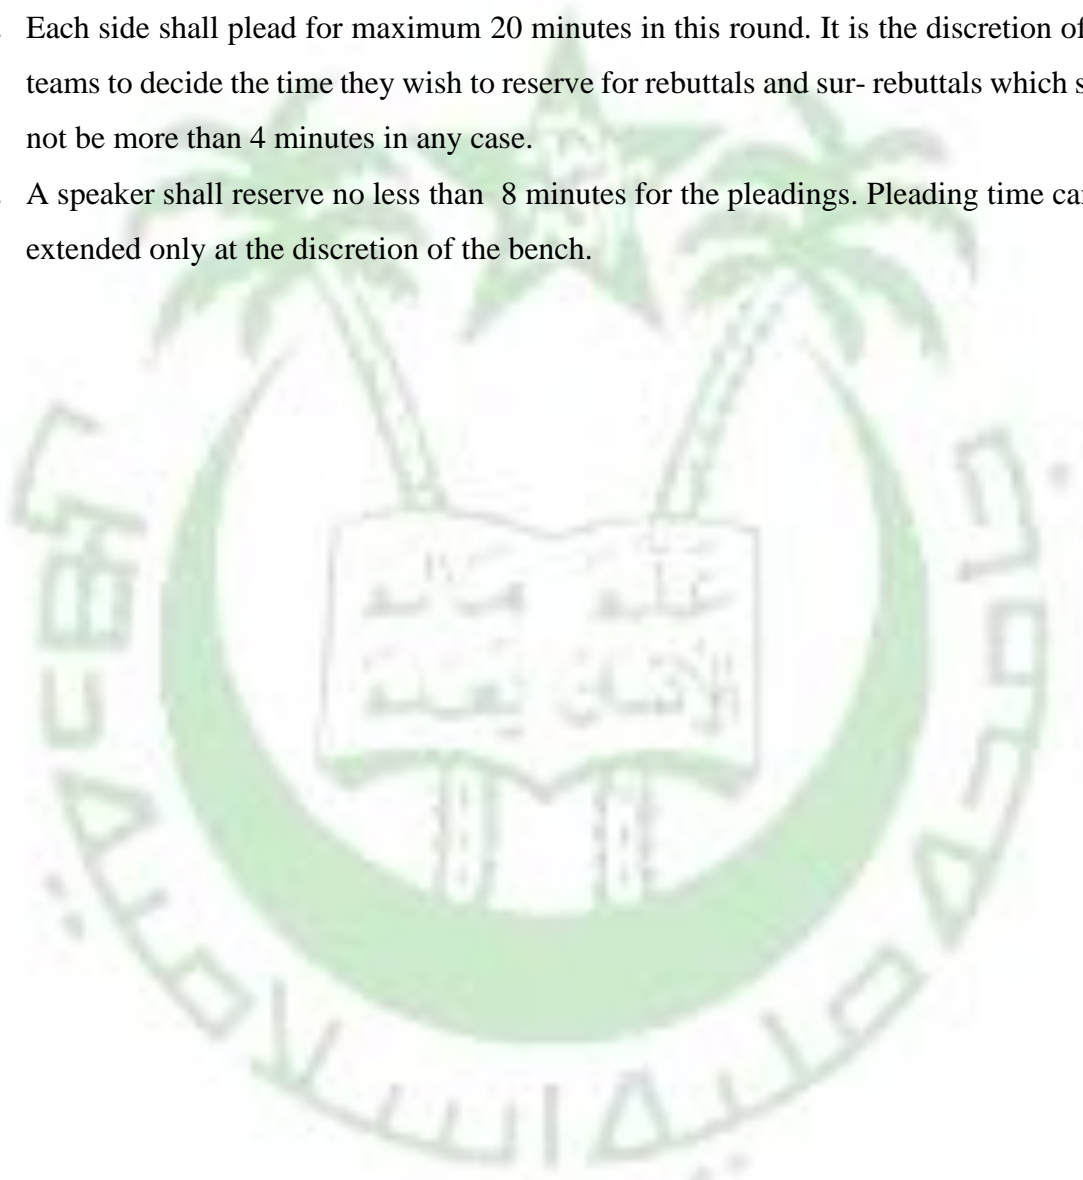 Each side shall plead for maximum 20 minutes in this round. It is the discretion of
teams to decide the time they wish to reserve for rebuttals and sur- rebuttals which s
not be more than 4 minutes in any case.
A speaker shall reserve no less than 8 minutes for the pleadings. Pleading time ca
extended only at the discretion of the bench.